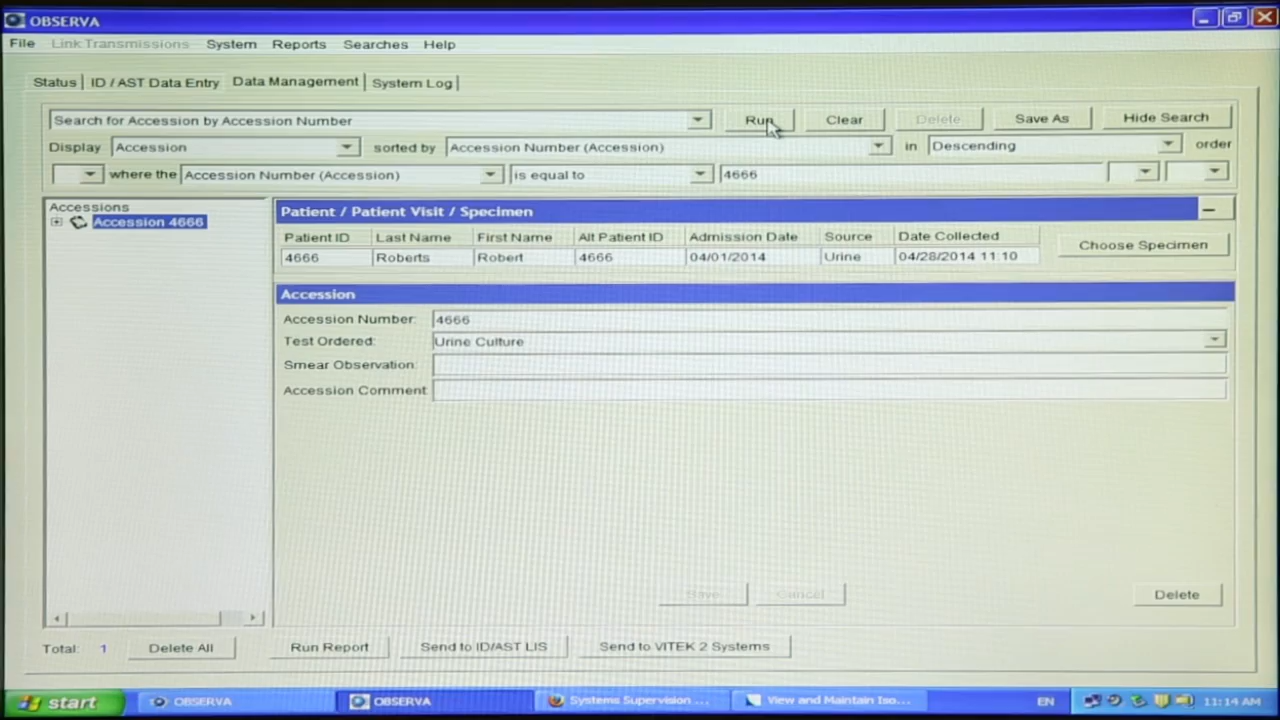 OBSERVA
File Link Transmissions System Reports Searches Help
Status ID / AST Data Entry Data Management System Log
Search for Accession by Accession Number Run Clear Delete Save As Hide Search
Display Accession sorted by Accession Number (Accession) in Descending order
where the Accession Number (Accession) is equal to 4666
Accessions
Accession 4666
Patient / Patient Visit / Specimen
Patient ID Last Name First Name Alt Patient ID Admission Date Source Date Collected
4666 Roberts Robert 4666 04/01/2014 Urine 04/28/2014 11:10
Choose Specimen
Accession
Accession Number: 4666
Test Ordered: Urine Culture
Smear Observation:
Accession Comment
Save Cancel Delete
Total: 1 Delete All Run Report Send to ID/AST LIS Send to VITEK 2 Systems
start OBSERVA OBSERVA Systems Supervision ... View and Maintain Iso... EN 11:14 AM